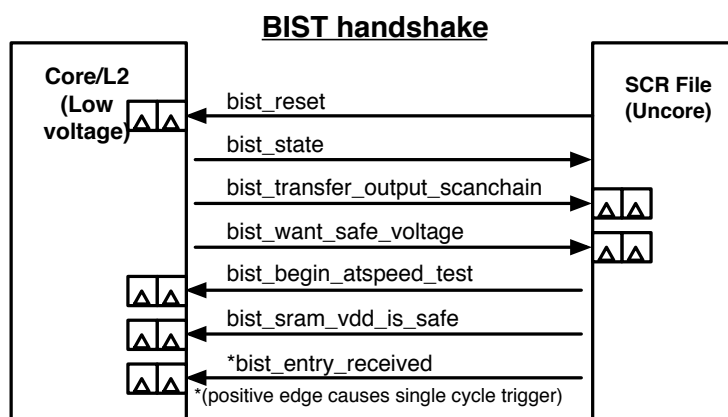 BIST handshake
Core/L2
(Low
voltage)
SCR File
(Uncore)
bist_reset
bist_state
bist_transfer_output_scanchain
bist_want_safe_voltage
bist_begin_atspeed_test
bist_sram_vdd_is_safe
*bist_entry_received
*(positive edge causes single cycle trigger)